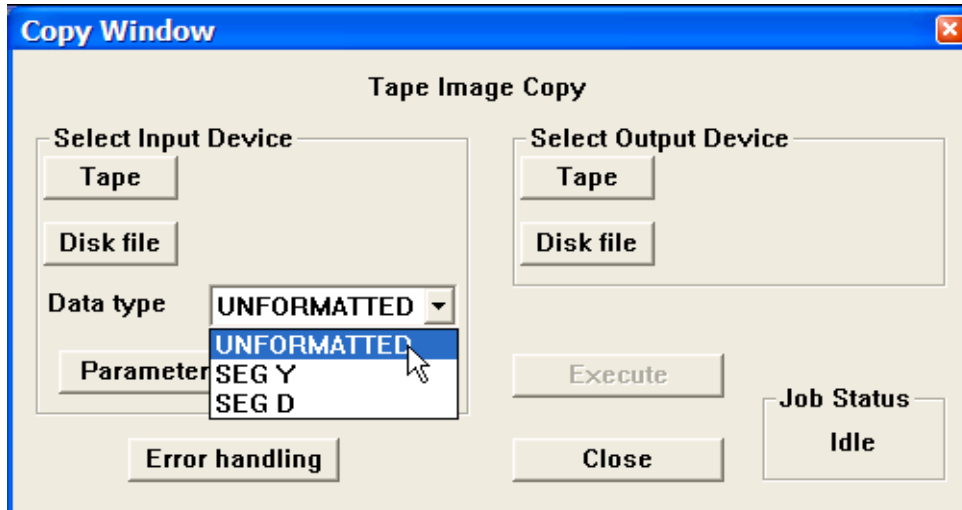 Copy Window
Tape Image Copy
Select Input Device
Select Output Device
Tape
Tape
Disk file
Disk file
Data type
UNFORMATTED
UNFORMATTED
SEG Y
SEG D
Parameter
Execute
Job Status
Idle
Error handling
Close